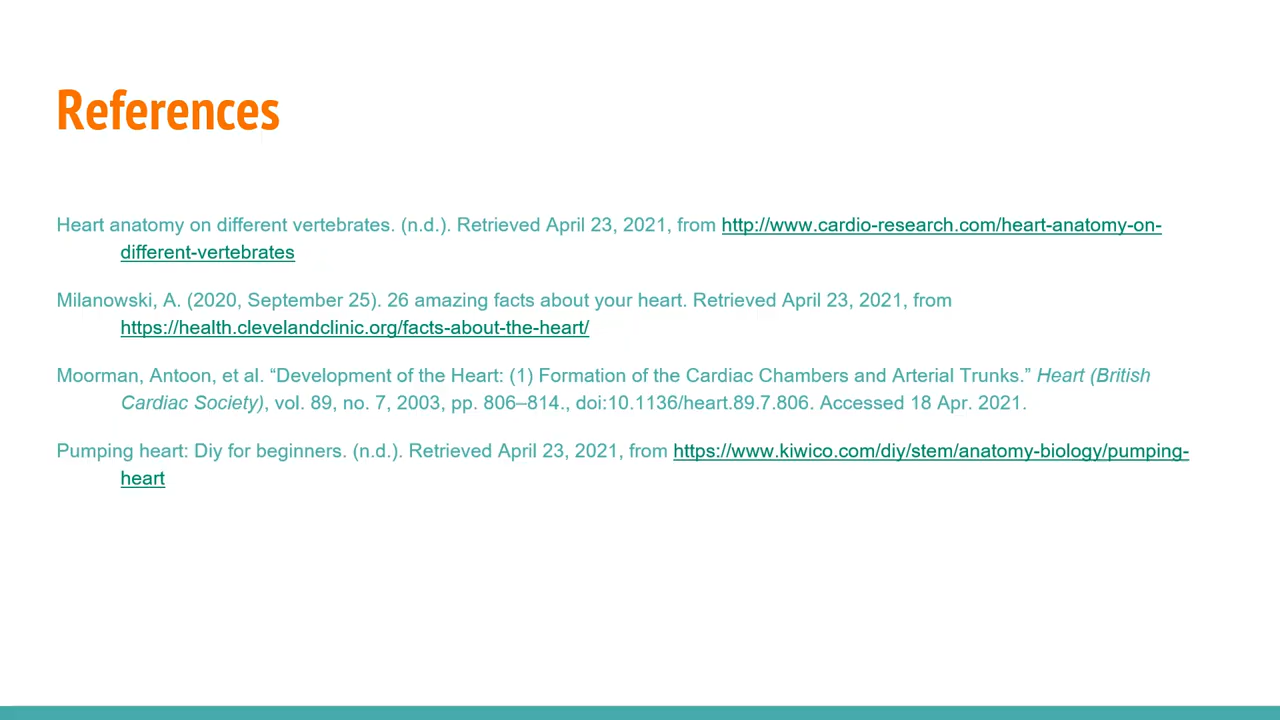 References
Heart anatomy on different vertebrates. (n.d.). Retrieved April 23, 2021, from http://www.cardio-research.com/heart-anatomy-on-
different-vertebrates
Milanowski, A. (2020, September 25). 26 amazing facts about your heart. Retrieved April 23, 2021, from
https://health.clevelandclinic.org/facts-about-the-heart/
Moorman, Antoon, et al. “Development of the Heart: (1) Formation of the Cardiac Chambers and Arterial Trunks.” Heart (British
Cardiac Society), vol. 89, no. 7, 2003, pp. 806–814., doi:10.1136/heart.89.7.806. Accessed 18 Apr. 2021.
Pumping heart: Diy for beginners. (n.d.). Retrieved April 23, 2021, from https://www.kiwico.com/diy/stem/anatomy-biology/pumping-
heart